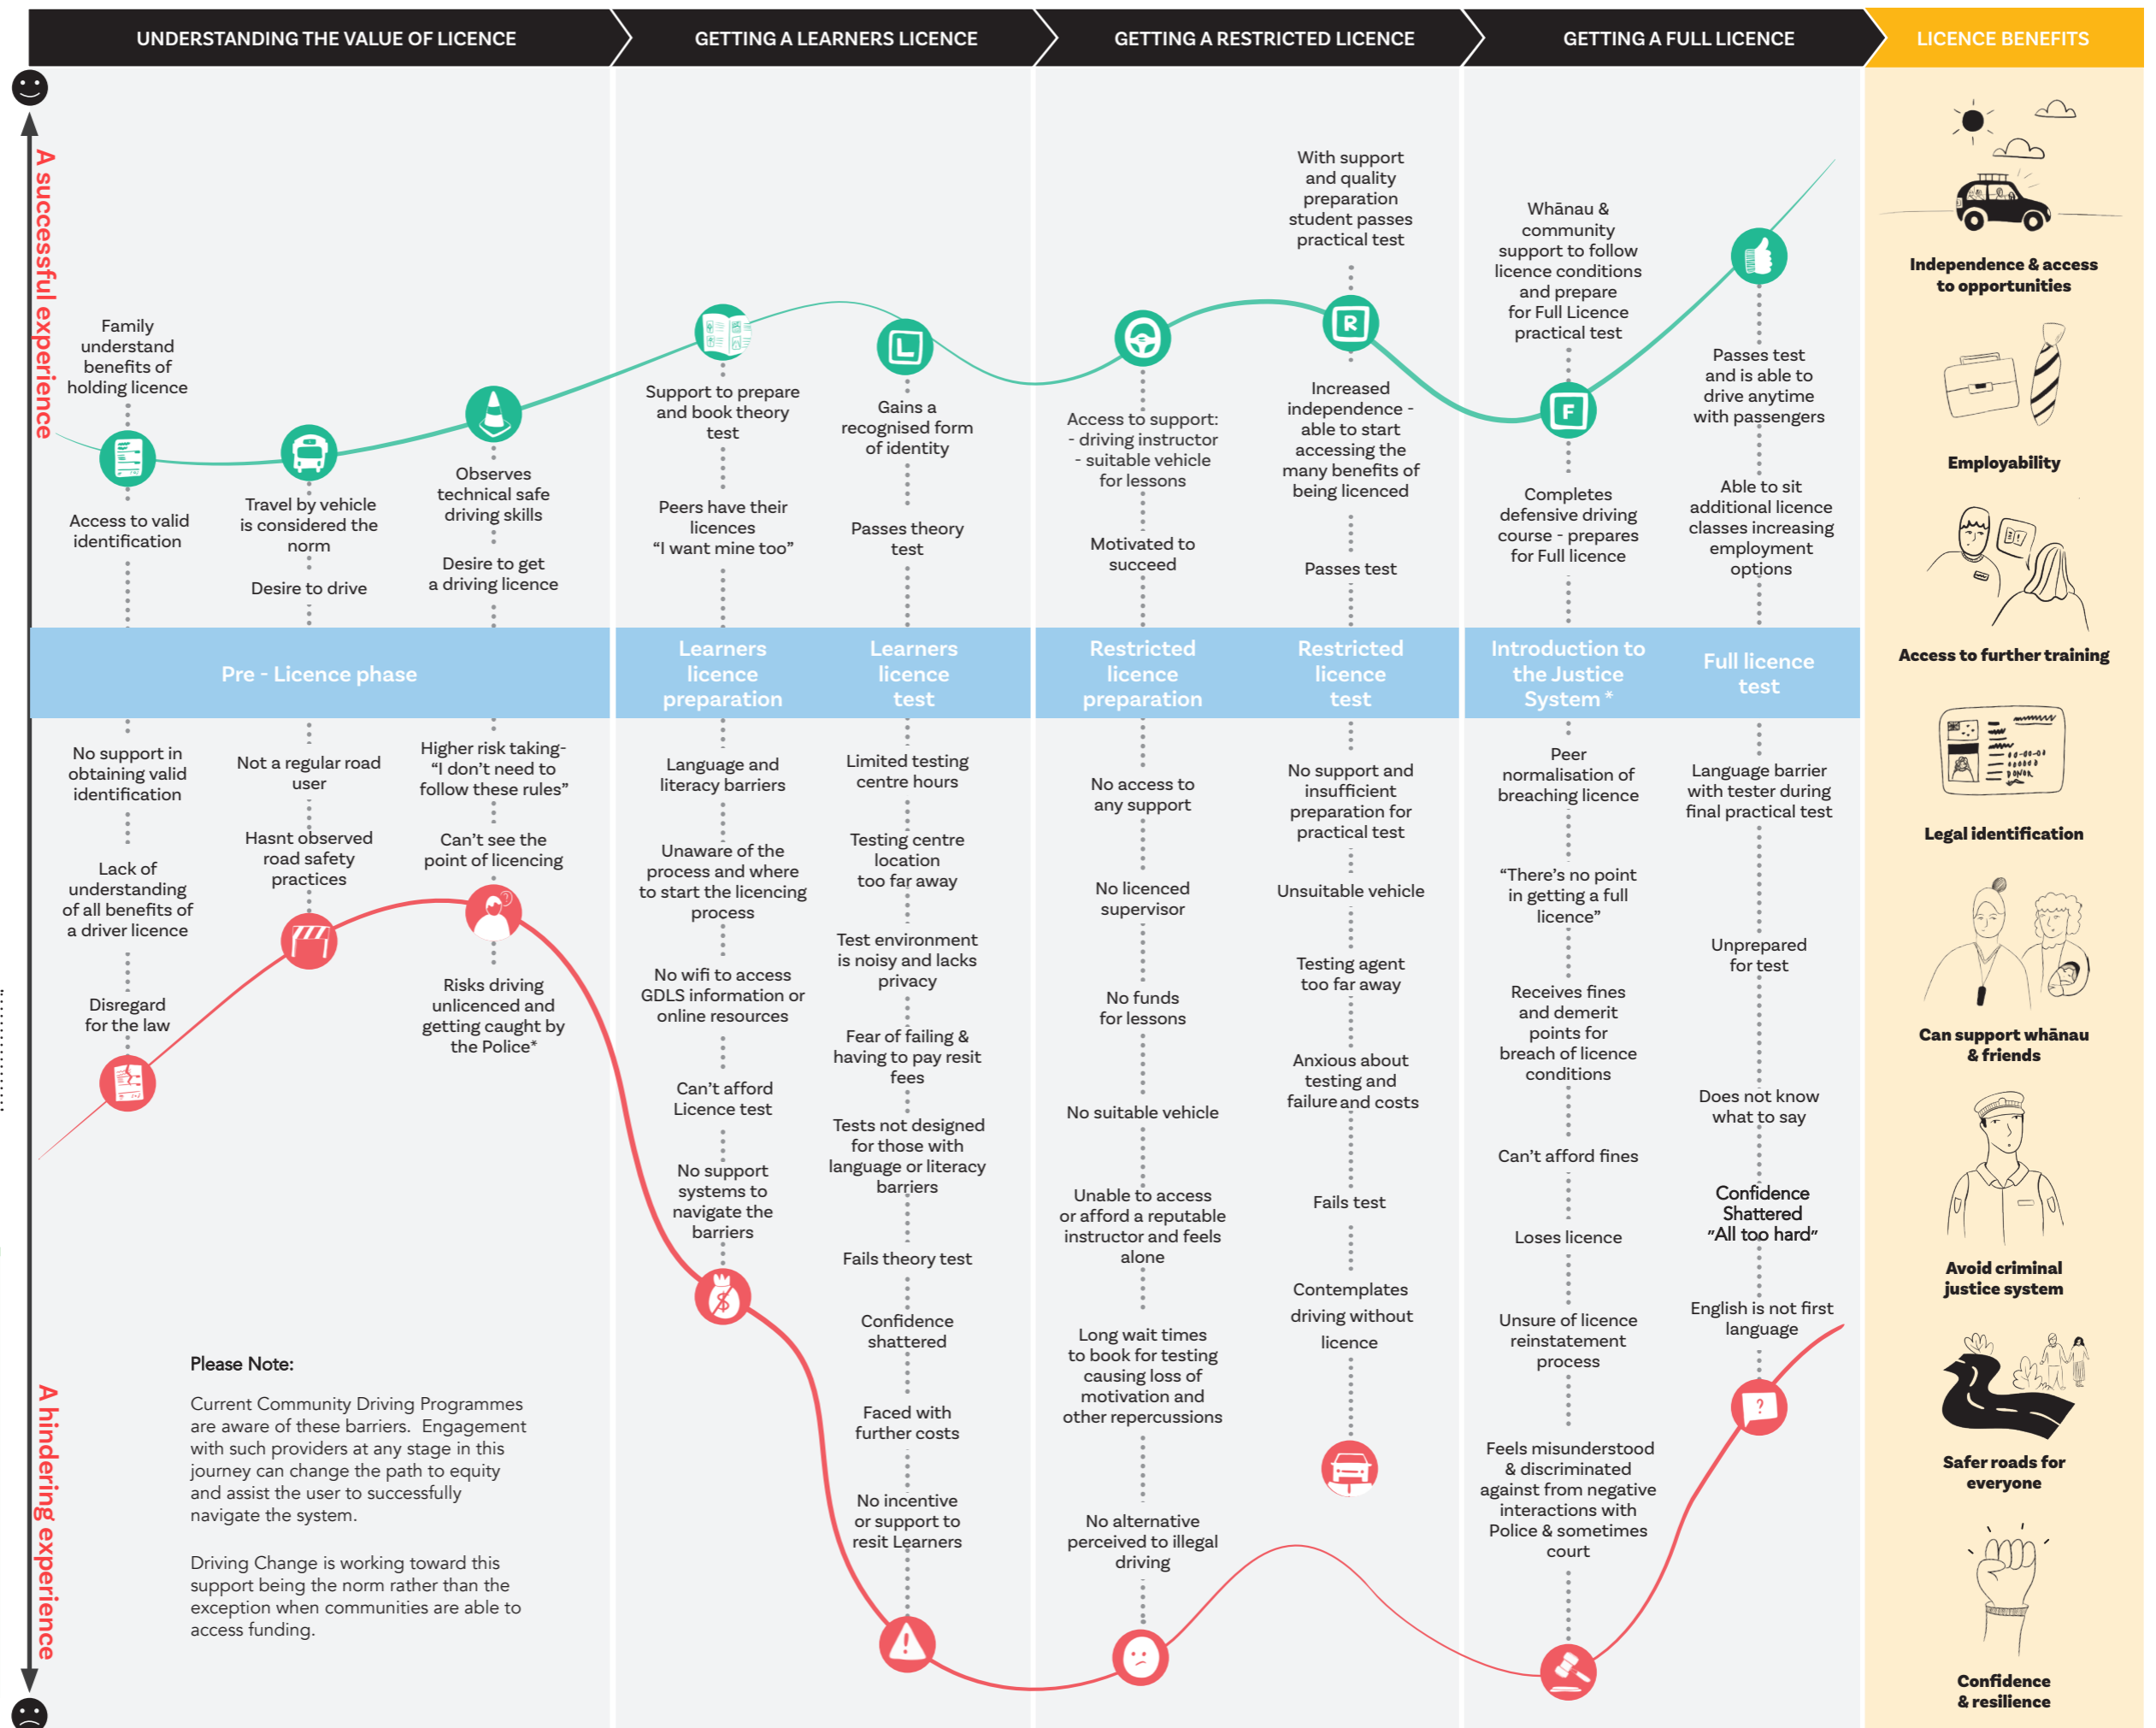 UNDERSTANDING THE VALUE OF LICENCE
GETTING A LEARNERS LICENCE
GETTING A RESTRICTED LICENCE
GETTING A FULL LICENCE
LICENCE BENEFITS
A successful experience
Family
understand
benefits of
holding licence
Access to valid
identification
Travel by vehicle
is considered the
norm
Desire to drive
Observes
technical safe
driving skills
Desire to get
a driving licence
Support to prepare
and book theory
test
Peers have their
licences
“I want mine too”
L
Gains a
recognised form
of identity
Passes theory
test
Access to support:
- driving instructor
- suitable vehicle
for lessons
Motivated to
succeed
With support
and quality
preparation
student passes
practical test
R
Increased
independence -
able to start
accessing the
many benefits of
being licenced
Passes test
Whānau &
community
support to follow
licence conditions
and prepare
for Full Licence
practical test
F
Completes
defensive driving
course - prepares
for Full licence
Passes test
and is able to
drive anytime
with passengers
Able to sit
additional licence
classes increasing
employment
options
Pre - Licence phase
Learners
licence
preparation
Learners
licence
test
Restricted
licence
preparation
Restricted
licence
test
Introduction to
the Justice
System *
Full licence
test
No support in
obtaining valid
identification
Lack of
understanding
of all benefits of
a driver licence
Disregard
for the law
Not a regular road
user
Hasnt observed
road safety
practices
Higher risk taking-
“I don’t need to
follow these rules”
Can’t see the
point of licencing
Risks driving
unlicenced and
getting caught by
the Police*
Language and
literacy barriers
Unaware of the
process and where
to start the licencing
process
No wifi to access
GDLS information or
online resources
Can’t afford
Licence test
No support
systems to
navigate the
barriers
$
Limited testing
centre hours
Testing centre
location
too far away
Test environment
is noisy and lacks
privacy
Fear of failing &
having to pay resit
fees
Tests not designed
for those with
language or literacy
barriers
Fails theory test
Confidence
shattered
Faced with
further costs
No incentive
or support to
resit Learners
!
No access to
any support
No licenced
supervisor
No funds
for lessons
No suitable vehicle
Unable to access
or afford a reputable
instructor and feels
alone
Long wait times
to book for testing
causing loss of
motivation and
other repercussions
No alternative
perceived to illegal
driving
No support and
insufficient
preparation for
practical test
Unsuitable vehicle
Testing agent
too far away
Anxious about
testing and
failure and costs
Fails test
Contemplates
driving without
licence
Peer
normalisation of
breaching licence
“There’s no point
in getting a full
licence”
Receives fines
and demerit
points for
breach of licence
conditions
Can’t afford fines
Loses licence
Unsure of licence
reinstatement
process
Feels misunderstood
& discriminated
against from negative
interactions with
Police & sometimes
court
Language barrier
with tester during
final practical test
Unprepared
for test
Does not know
what to say
Confidence
Shattered
"All too hard"
English is not first
language
?
A hindering experience
Please Note:
Current Community Driving Programmes
are aware of these barriers. Engagement
with such providers at any stage in this
journey can change the path to equity
and assist the user to successfully
navigate the system.
Driving Change is working toward this
support being the norm rather than the
exception when communities are able to
access funding.
Independence & access
to opportunities
Employability
Access to further training
DONOR
Legal identification
Can support whānau
& friends
Avoid criminal
justice system
Safer roads for
everyone
Confidence
& resilience